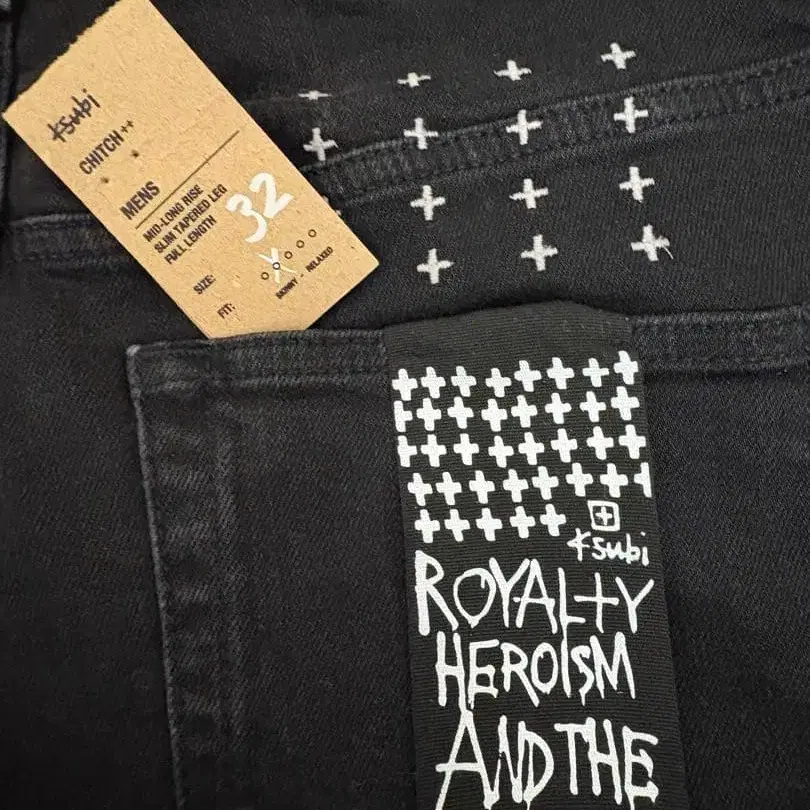 Ksubi
CHITCH ++
MENS
MID-LONG RISE
SLIM TAPERED LEG
FULL LENGTH
SIZE: 32
FIT: X
SKINNY - RELAXED
Ksubi
ROYALTY
HEROISM
AND THE